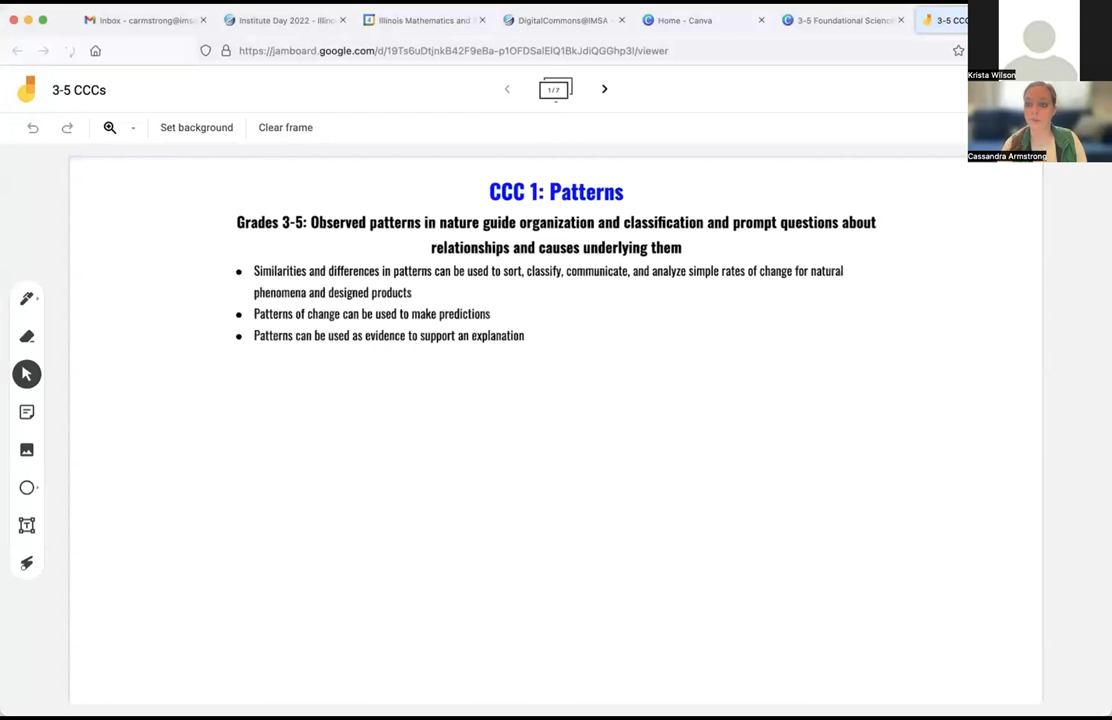 Inbox - carmstrong@imsa
Institute Day 2022 - Illino
Illinois Mathematics and
DigitalCommons@IMSA -
Home - Canva
3-5 Foundational Science
3-5 CCC
https://jamboard.google.com/d/19Ts6uDtjnkB42F9eBa-p1OFDSalElQ1BkJdiQGGhp3I/viewer
3-5 CCCs
1/7
Set background
Clear frame
Krista Wilson
Cassandra Armstrong
CCC 1: Patterns
Grades 3-5: Observed patterns in nature guide organization and classification and prompt questions about
relationships and causes underlying them
● Similarities and differences in patterns can be used to sort, classify, communicate, and analyze simple rates of change for natural
phenomena and designed products
● Patterns of change can be used to make predictions
● Patterns can be used as evidence to support an explanation